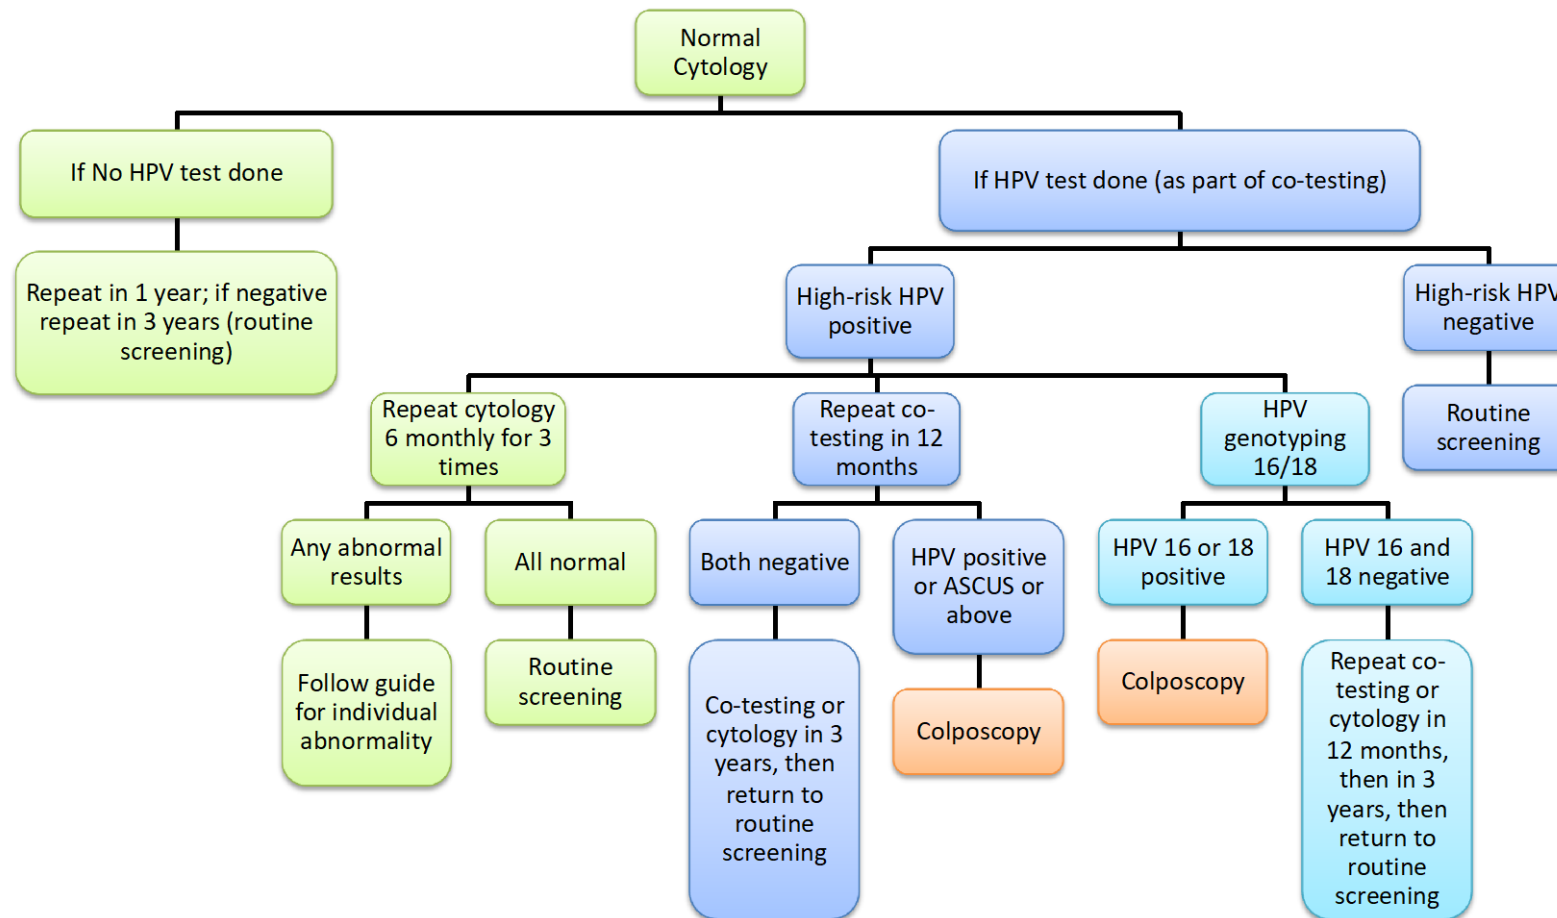 Normal
Cytology
If No HPV test done
If HPV test done (as part of co-testing)
Repeat in 1 year; if negative
repeat in 3 years (routine
screening)
High-risk HPV
positive
High-risk HPV
negative
Repeat cytology
6 monthly for 3
times
Repeat co-
testing in 12
months
HPV
genotyping
16/18
Routine
screening
Any abnormal
results
All normal
Both negative
HPV positive
or ASCUS or
above
HPV 16 or 18
positive
HPV 16 and
18 negative
Follow guide
for individual
abnormality
Routine
screening
Co-testing or
cytology in 3
years, then
return to
routine
screening
Colposcopy
Colposcopy
Repeat co-
testing or
cytology in
12 months,
then in 3
years, then
return to
routine
screening